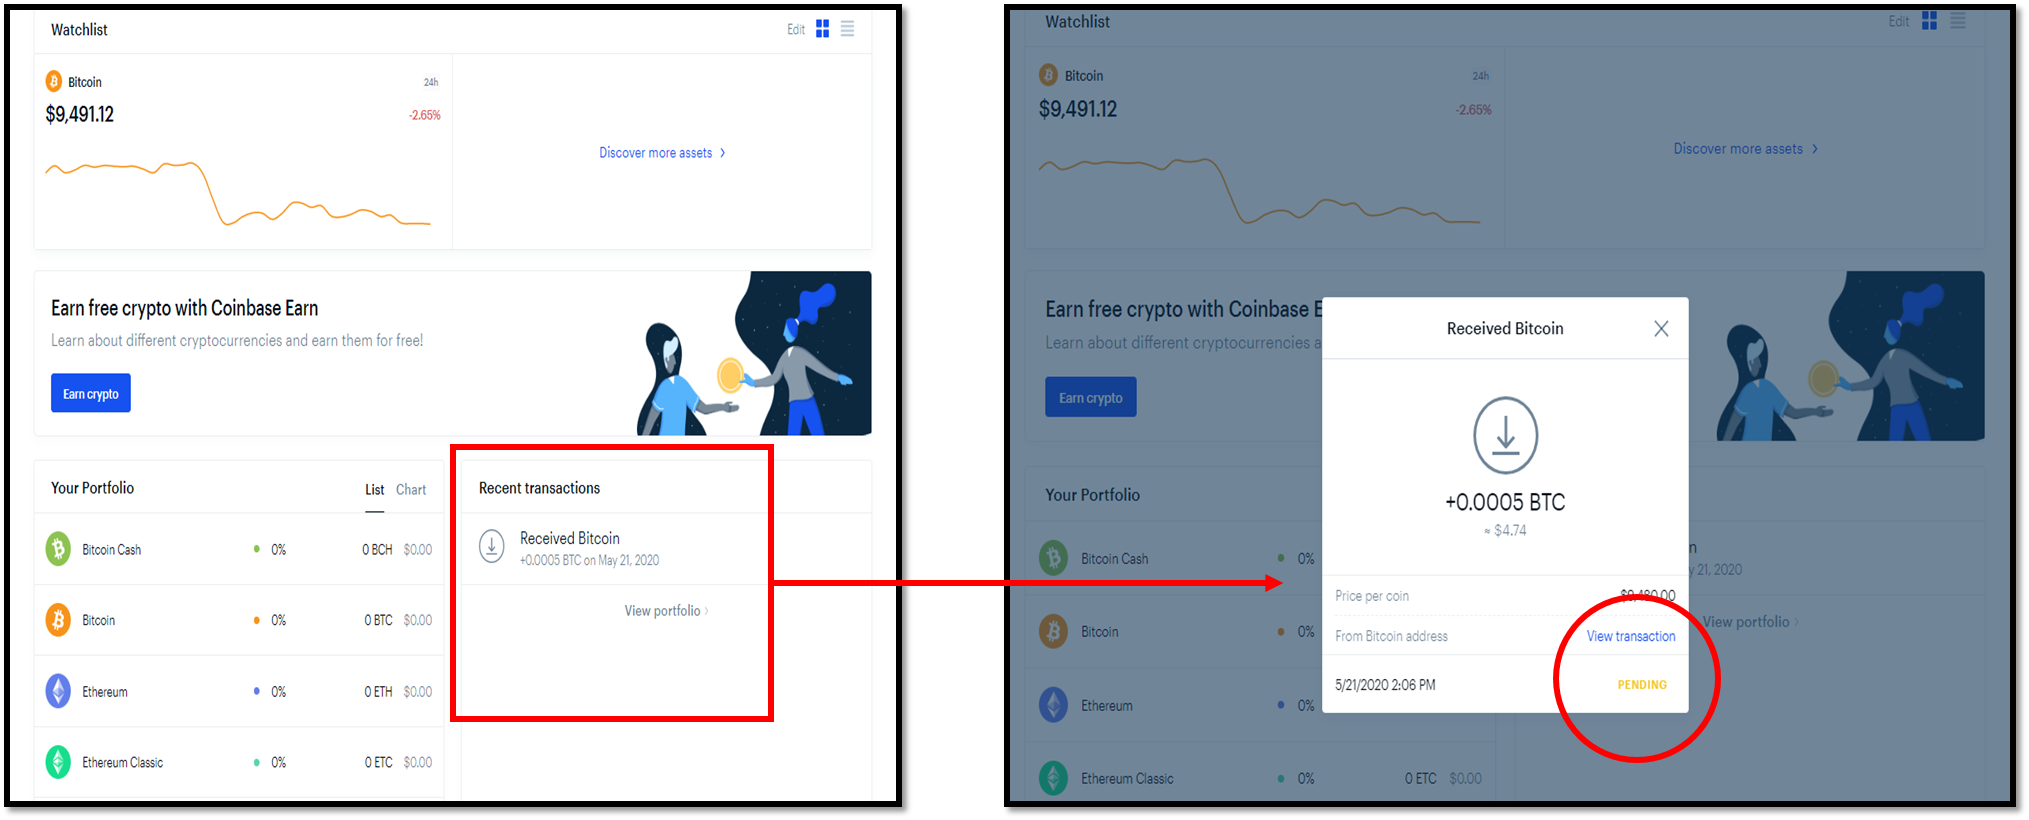 Watchlist
Edit
Bitcoin
24h
$9,491.12
-2.65%
Discover more assets >
Earn free crypto with Coinbase Earn
Learn about different cryptocurrencies and earn them for free!
Earn crypto
Your Portfolio
List Chart
Bitcoin Cash 0% 0 BCH $0.00
Bitcoin 0% 0 BTC $0.00
Ethereum 0% 0 ETH $0.00
Ethereum Classic 0% 0 ETC $0.00
Recent transactions
Received Bitcoin
+0.0005 BTC on May 21, 2020
View portfolio >
Watchlist
Edit
Bitcoin
24h
$9,491.12
-2.65%
Discover more assets >
Earn free crypto with Coinbase E
Learn about different cryptocurrencies a
Earn crypto
Your Portfolio
Bitcoin Cash 0%
Bitcoin 0%
Ethereum 0%
Ethereum Classic 0% 0 ETC $0.00
n
y 21, 2020
View portfolio >
Received Bitcoin
+0.0005 BTC
≈ $4.74
Price per coin
From Bitcoin address View transaction
5/21/2020 2:06 PM PENDING